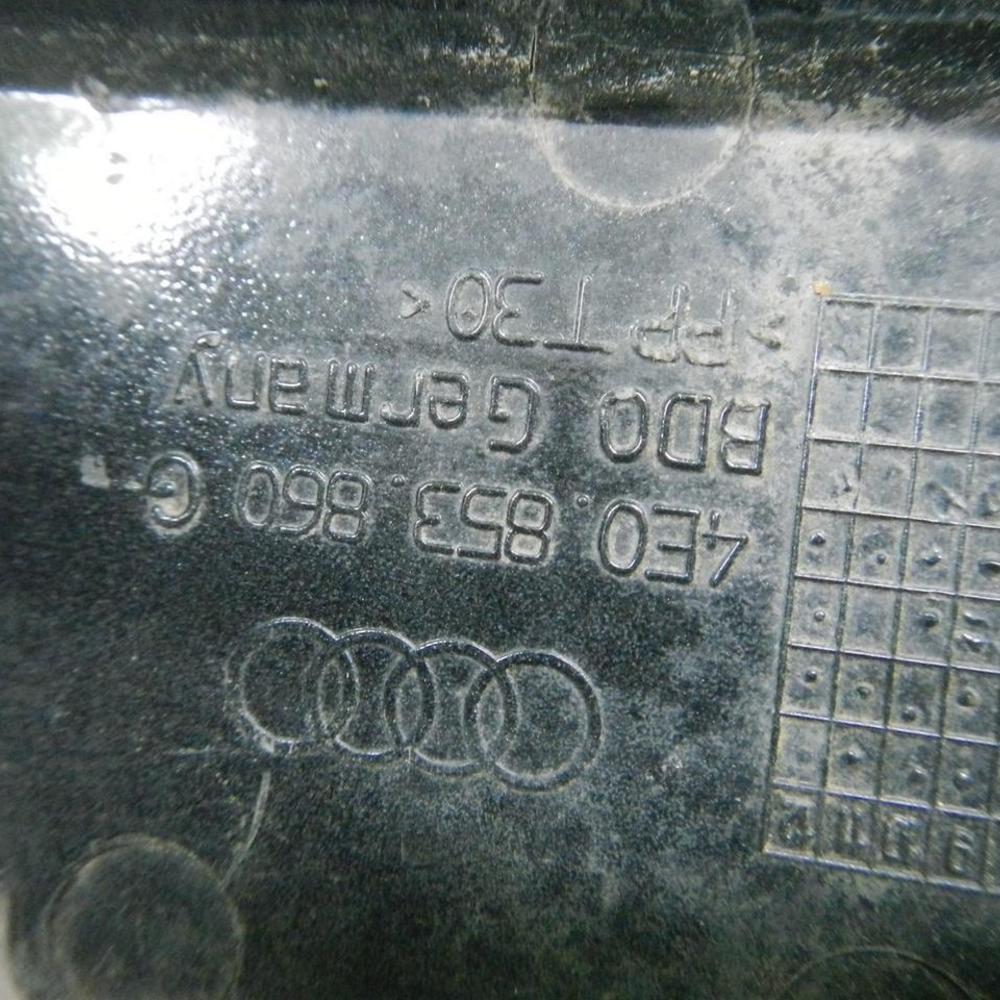 4E0.853.860 G
BDO Germany
>PP T30<